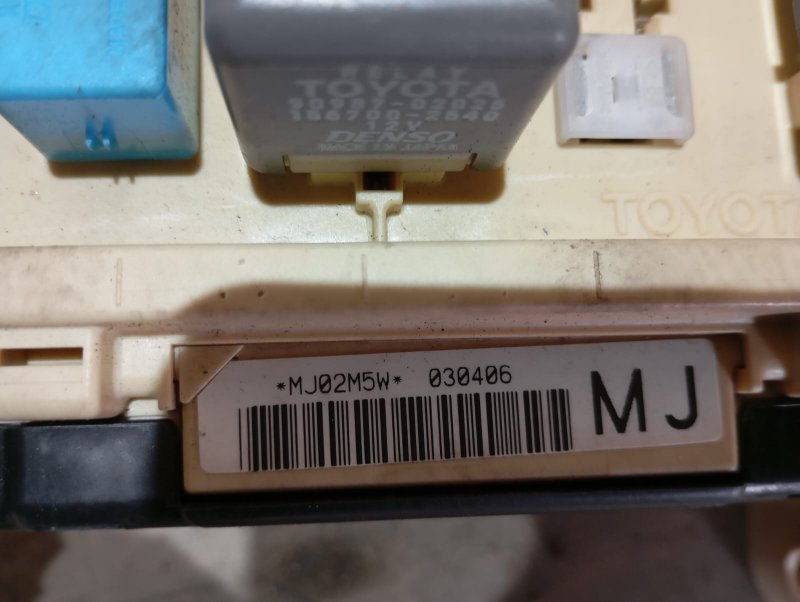 RELAY
TOYOTA
90987-02025
156700-2540
12V
DENSO
MADE IN JAPAN
TOYOTA
*MJ02M5W* 030406
MJ